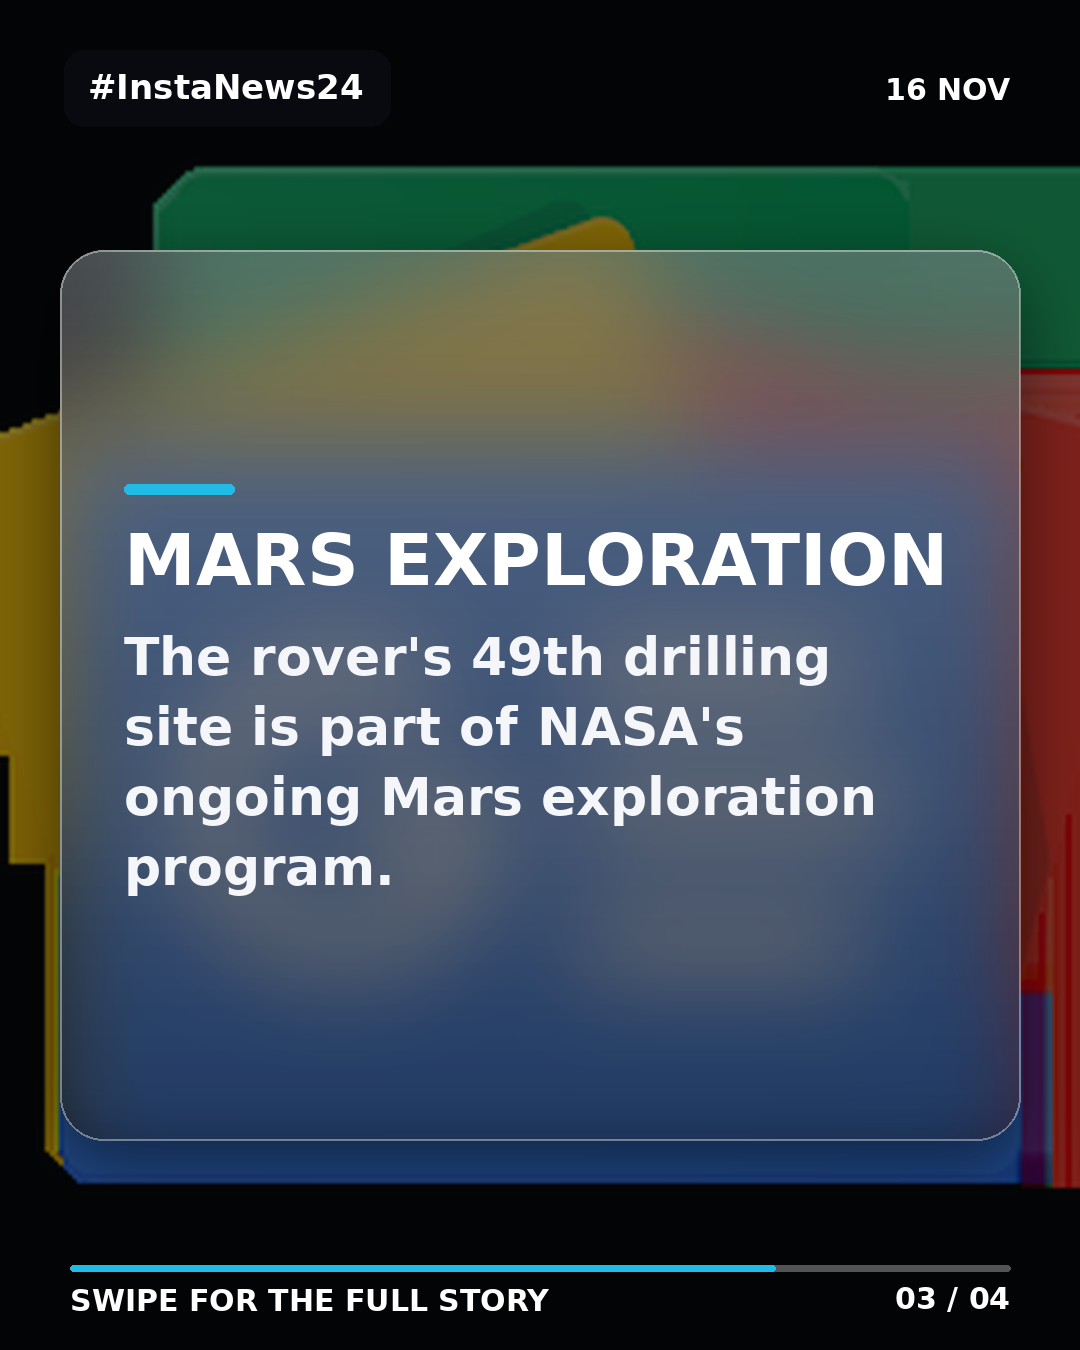 #InstaNews24
16 NOV
MARS EXPLORATION
The rover's 49th drilling
site is part of NASA's
ongoing Mars exploration
program.
SWIPE FOR THE FULL STORY
03 / 04